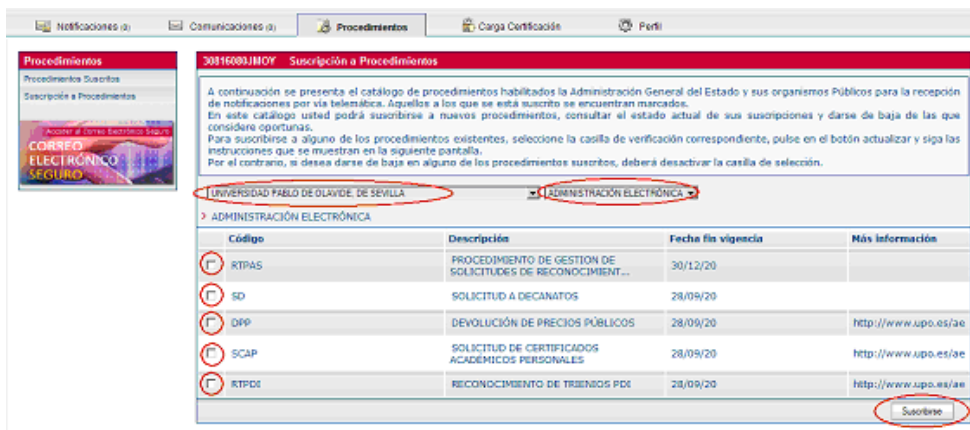 Notificaciones (0) Comunicaciones (0) Procedimientos Carga Certificación Perfil
Procedimientos
Procedimientos Suscritos
Suscripción a Procedimientos
Acceder al Correo Electrónico Seguro
CORREO
ELECTRÓNICO
SEGURO
30816080JMOY Suscripción a Procedimientos
A continuación se presenta el catálogo de procedimientos habilitados la Administración General del Estado y sus organismos Públicos para la recepción
de notificaciones por vía telemática. Aquellos a los que se está suscrito se encuentran marcados.
En este catálogo usted podrá suscribirse a nuevos procedimientos, consultar el estado actual de sus suscripciones y darse de baja de las que
considere oportunas.
Para suscribirse a alguno de los procedimientos existentes, seleccione la casilla de verificación correspondiente, pulse en el botón actualizar y siga las
instrucciones que se muestran en la siguiente pantalla.
Por el contrario, si desea darse de baja en alguno de los procedimientos suscritos, deberá desactivar la casilla de selección.
UNIVERSIDAD PABLO DE OLAVIDE, DE SEVILLA ADMINISTRACIÓN ELECTRÓNICA
> ADMINISTRACIÓN ELECTRÓNICA
Código Descripción Fecha fin vigencia Más información
RTPAS PROCEDIMIENTO DE GESTION DE
SOLICITUDES DE RECONOCIMIENT... 30/12/20
SD SOLICITUD A DECANATOS 28/09/20
DPP DEVOLUCIÓN DE PRECIOS PÚBLICOS 28/09/20 http://www.upo.es/ae
SCAP SOLICITUD DE CERTIFICADOS
ACADÉMICOS PERSONALES 28/09/20 http://www.upo.es/ae
RTPDI RECONOCIMIENTO DE TRIENIOS PDI 28/09/20 http://www.upo.es/ae
Suscribirse